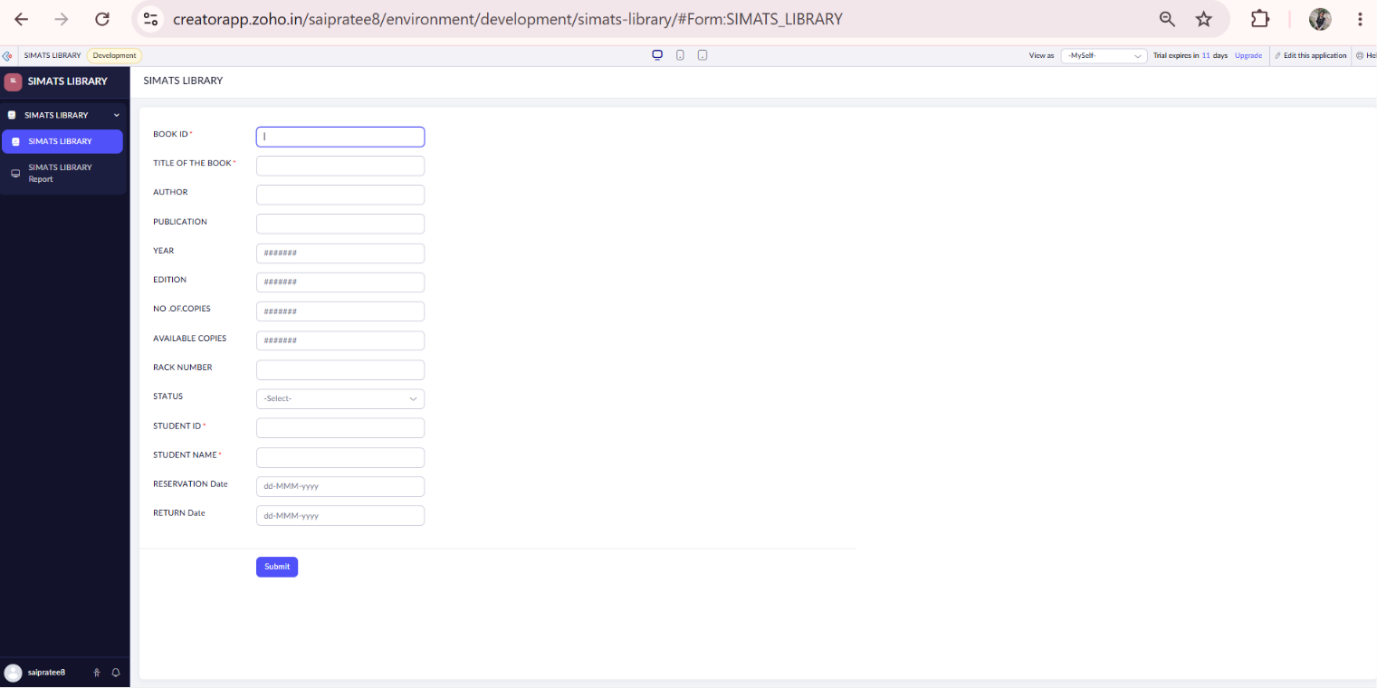 creatorapp.zoho.in/saipratee8/environment/development/simats-library/#Form:SIMATS_LIBRARY
SIMATS LIBRARY Development View as -MySelf- Trial expires in 11 days Upgrade Edit this application
SIMATS LIBRARY
SIMATS LIBRARY
SIMATS LIBRARY
SIMATS LIBRARY
SIMATS LIBRARY
Report
BOOK ID *
TITLE OF THE BOOK *
AUTHOR
PUBLICATION
YEAR #######
EDITION #######
NO .OF.COPIES #######
AVAILABLE COPIES #######
RACK NUMBER
STATUS -Select-
STUDENT ID *
STUDENT NAME *
RESERVATION Date dd-MMM-yyyy
RETURN Date dd-MMM-yyyy
Submit
saipratee8